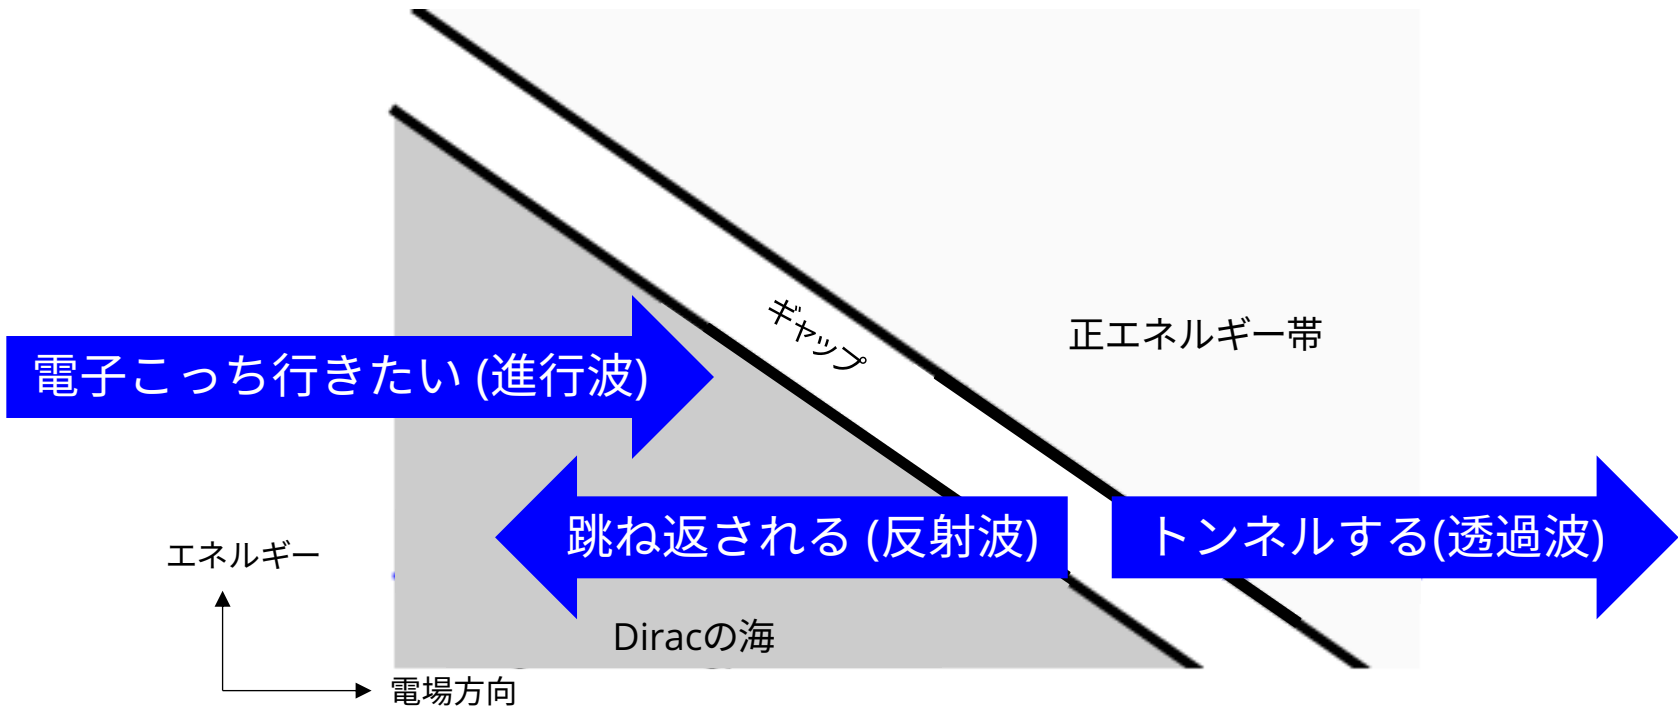 ギャップ
正エネルギー帯
電子こっち行きたい (進行波)
跳ね返される (反射波)
トンネルする(透過波)
エネルギー
Diracの海
電場方向